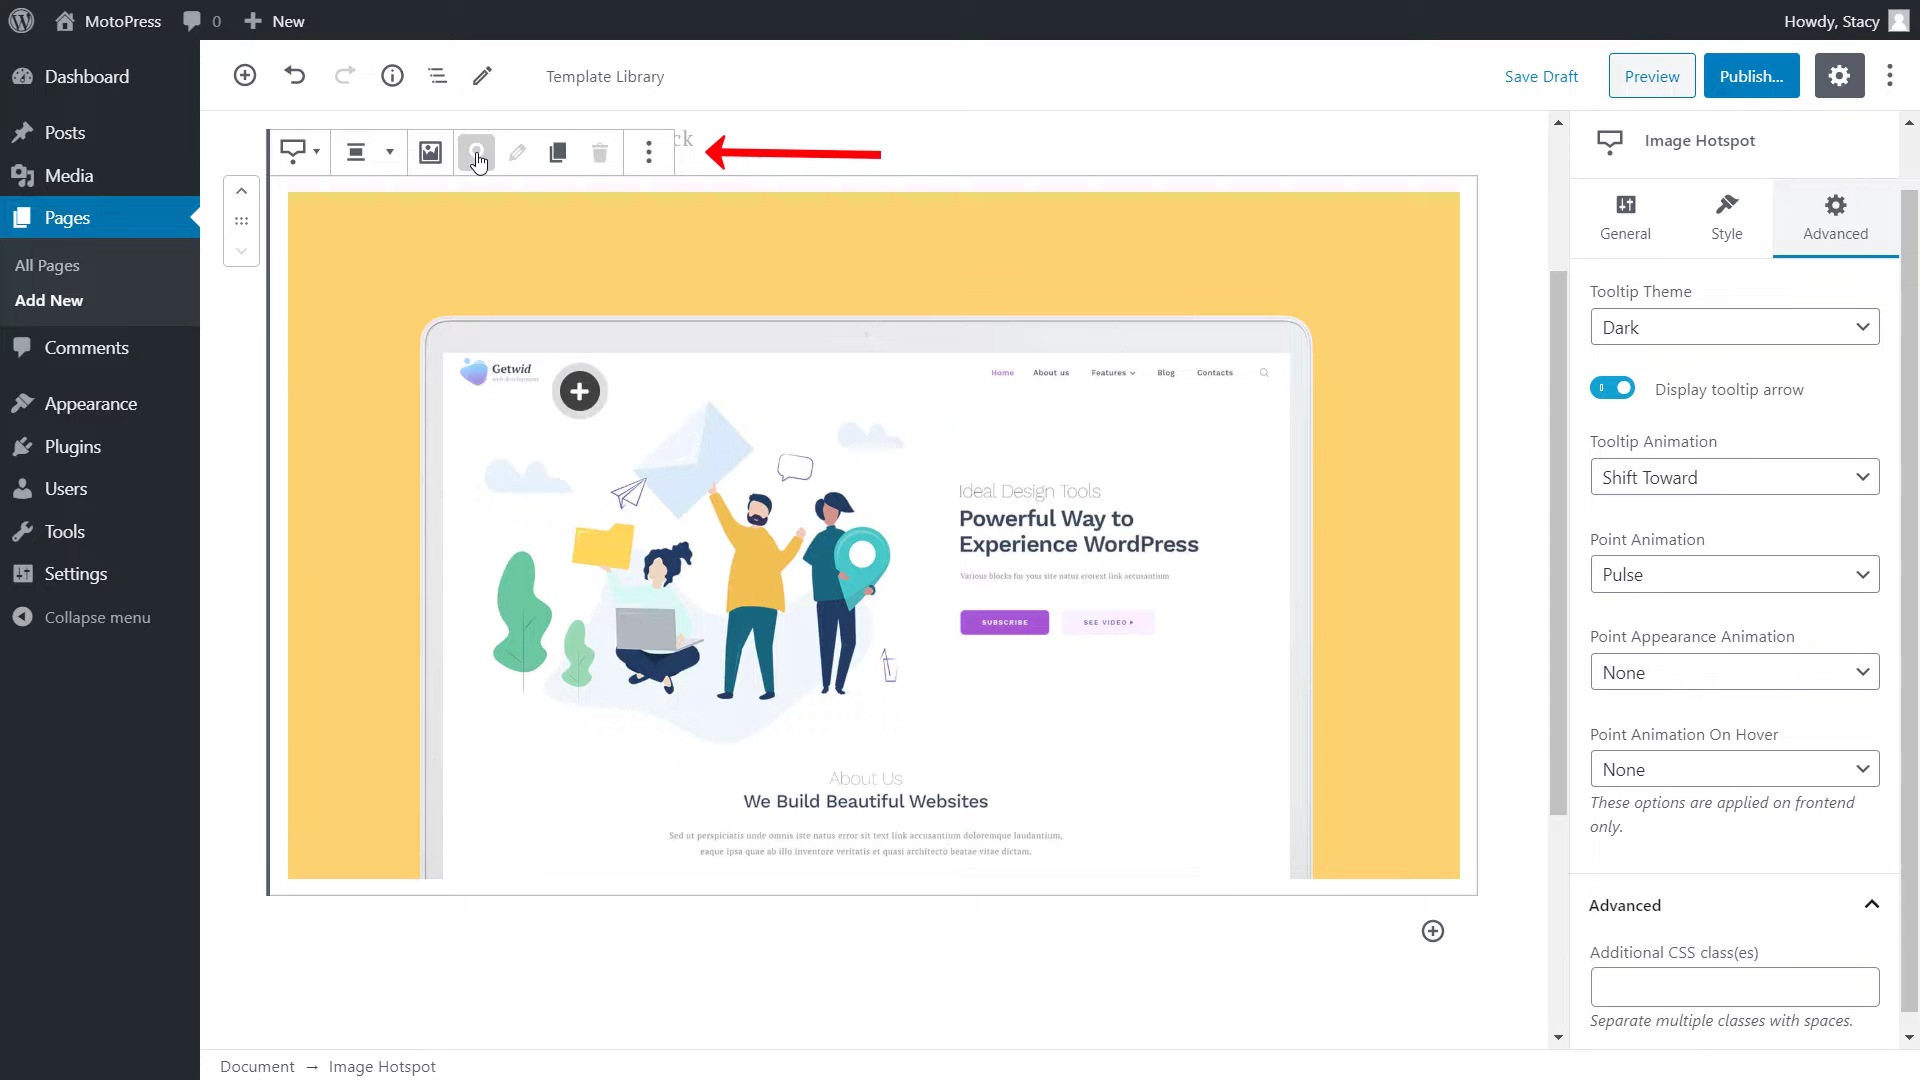 MotoPress 0 New Howdy, Stacy
Dashboard
Posts
Media
Pages
All Pages
Add New
Comments
Appearance
Plugins
Users
Tools
Settings
Collapse menu
Template Library Save Draft Preview Publish...
ck
Getwid
web development
Home About us Features Blog Contacts
Ideal Design Tools
Powerful Way to
Experience WordPress
Various blocks for your site natus erorext link accusantium
SUBSCRIBE SEE VIDEO
About Us
We Build Beautiful Websites
Sed ut perspiciatis unde omnis iste natus error sit text link accusantium doloremque laudantium,
eaque ipsa quae ab illo inventore veritatis et quasi architecto beatae vitae dictam.
Image Hotspot
General Style Advanced
Tooltip Theme
Dark
Display tooltip arrow
Tooltip Animation
Shift Toward
Point Animation
Pulse
Point Appearance Animation
None
Point Animation On Hover
None
These options are applied on frontend
only.
Advanced
Additional CSS class(es)
Separate multiple classes with spaces.
Document → Image Hotspot